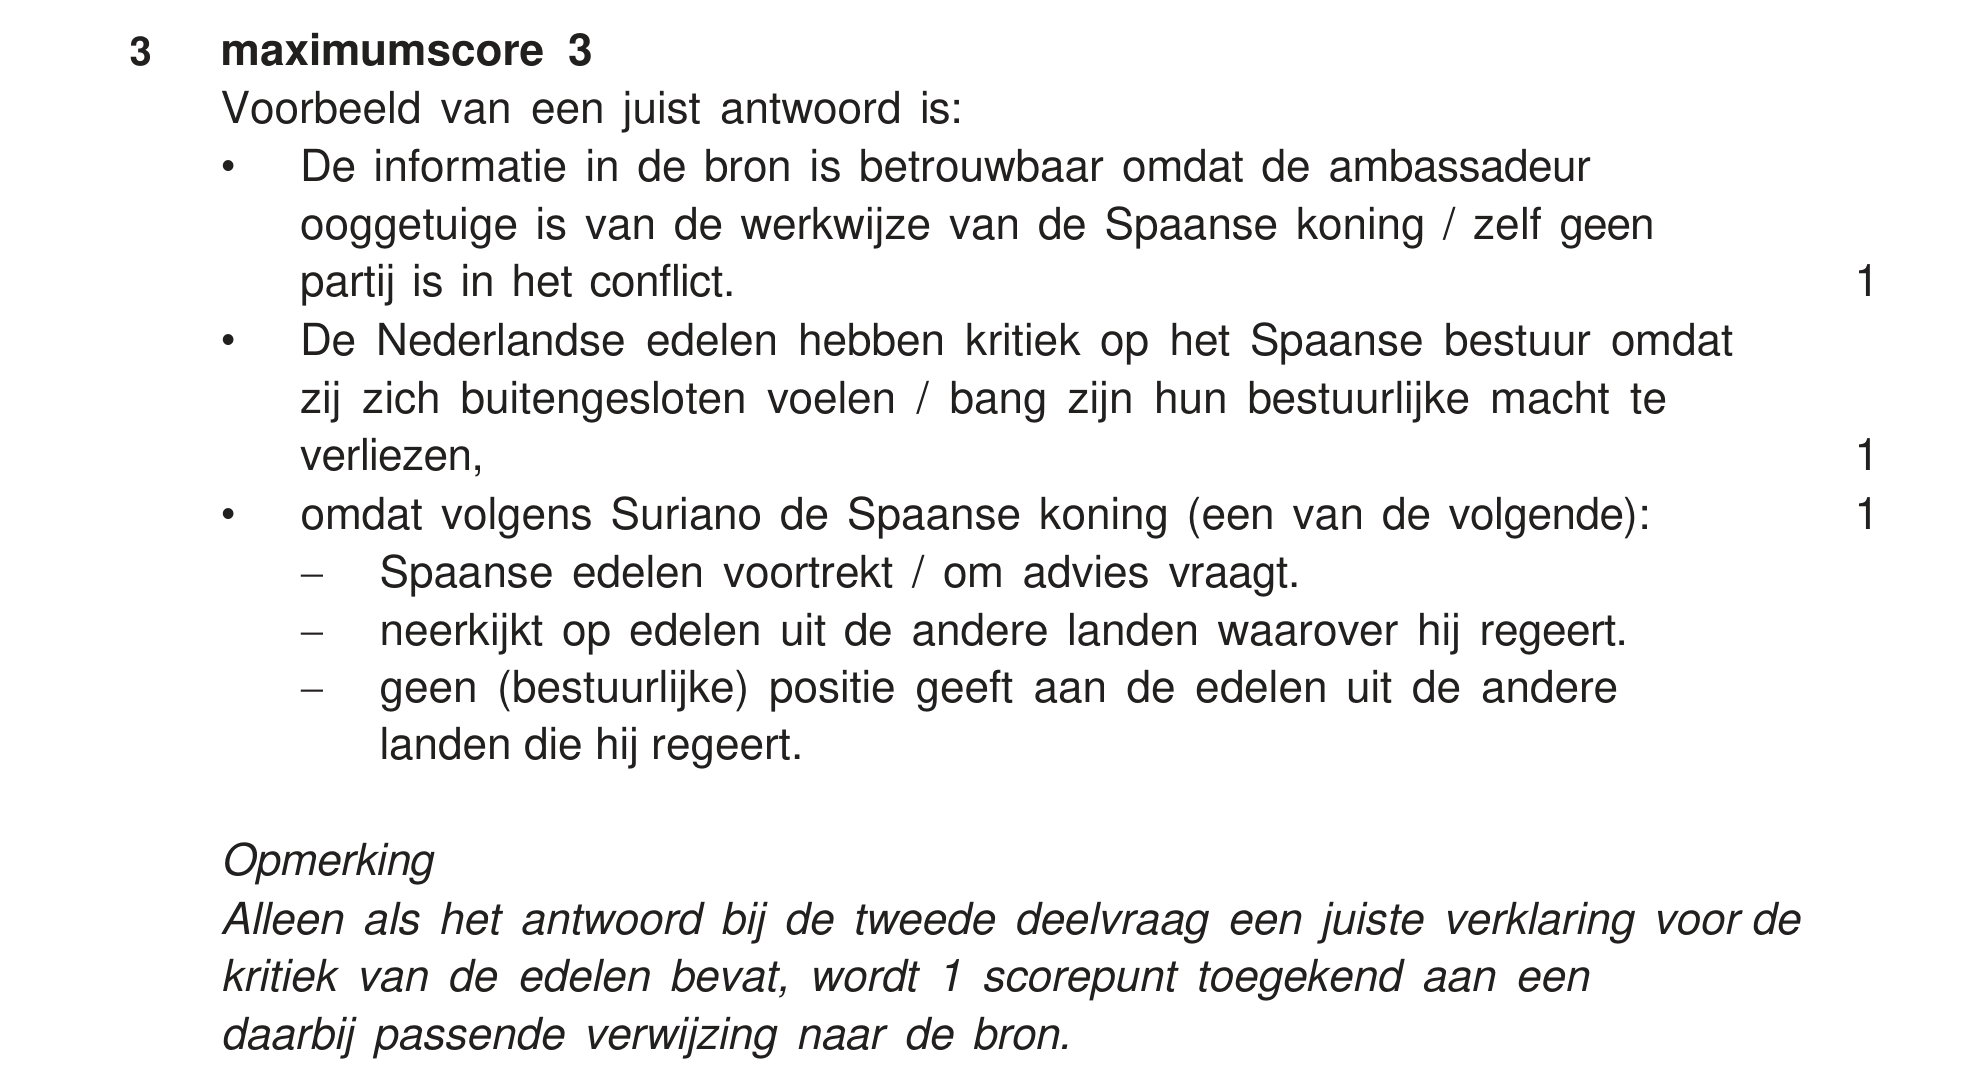 3 maximumscore 3
Voorbeeld van een juist antwoord is:
• De informatie in de bron is betrouwbaar omdat de ambassadeur
ooggetuige is van de werkwijze van de Spaanse koning / zelf geen
partij is in het conflict. 1
• De Nederlandse edelen hebben kritiek op het Spaanse bestuur omdat
zij zich buitengesloten voelen / bang zijn hun bestuurlijke macht te
verliezen, 1
• omdat volgens Suriano de Spaanse koning (een van de volgende): 1
– Spaanse edelen voortrekt / om advies vraagt.
– neerkijkt op edelen uit de andere landen waarover hij regeert.
– geen (bestuurlijke) positie geeft aan de edelen uit de andere
landen die hij regeert.
Opmerking
Alleen als het antwoord bij de tweede deelvraag een juiste verklaring voor de
kritiek van de edelen bevat, wordt 1 scorepunt toegekend aan een
daarbij passende verwijzing naar de bron.